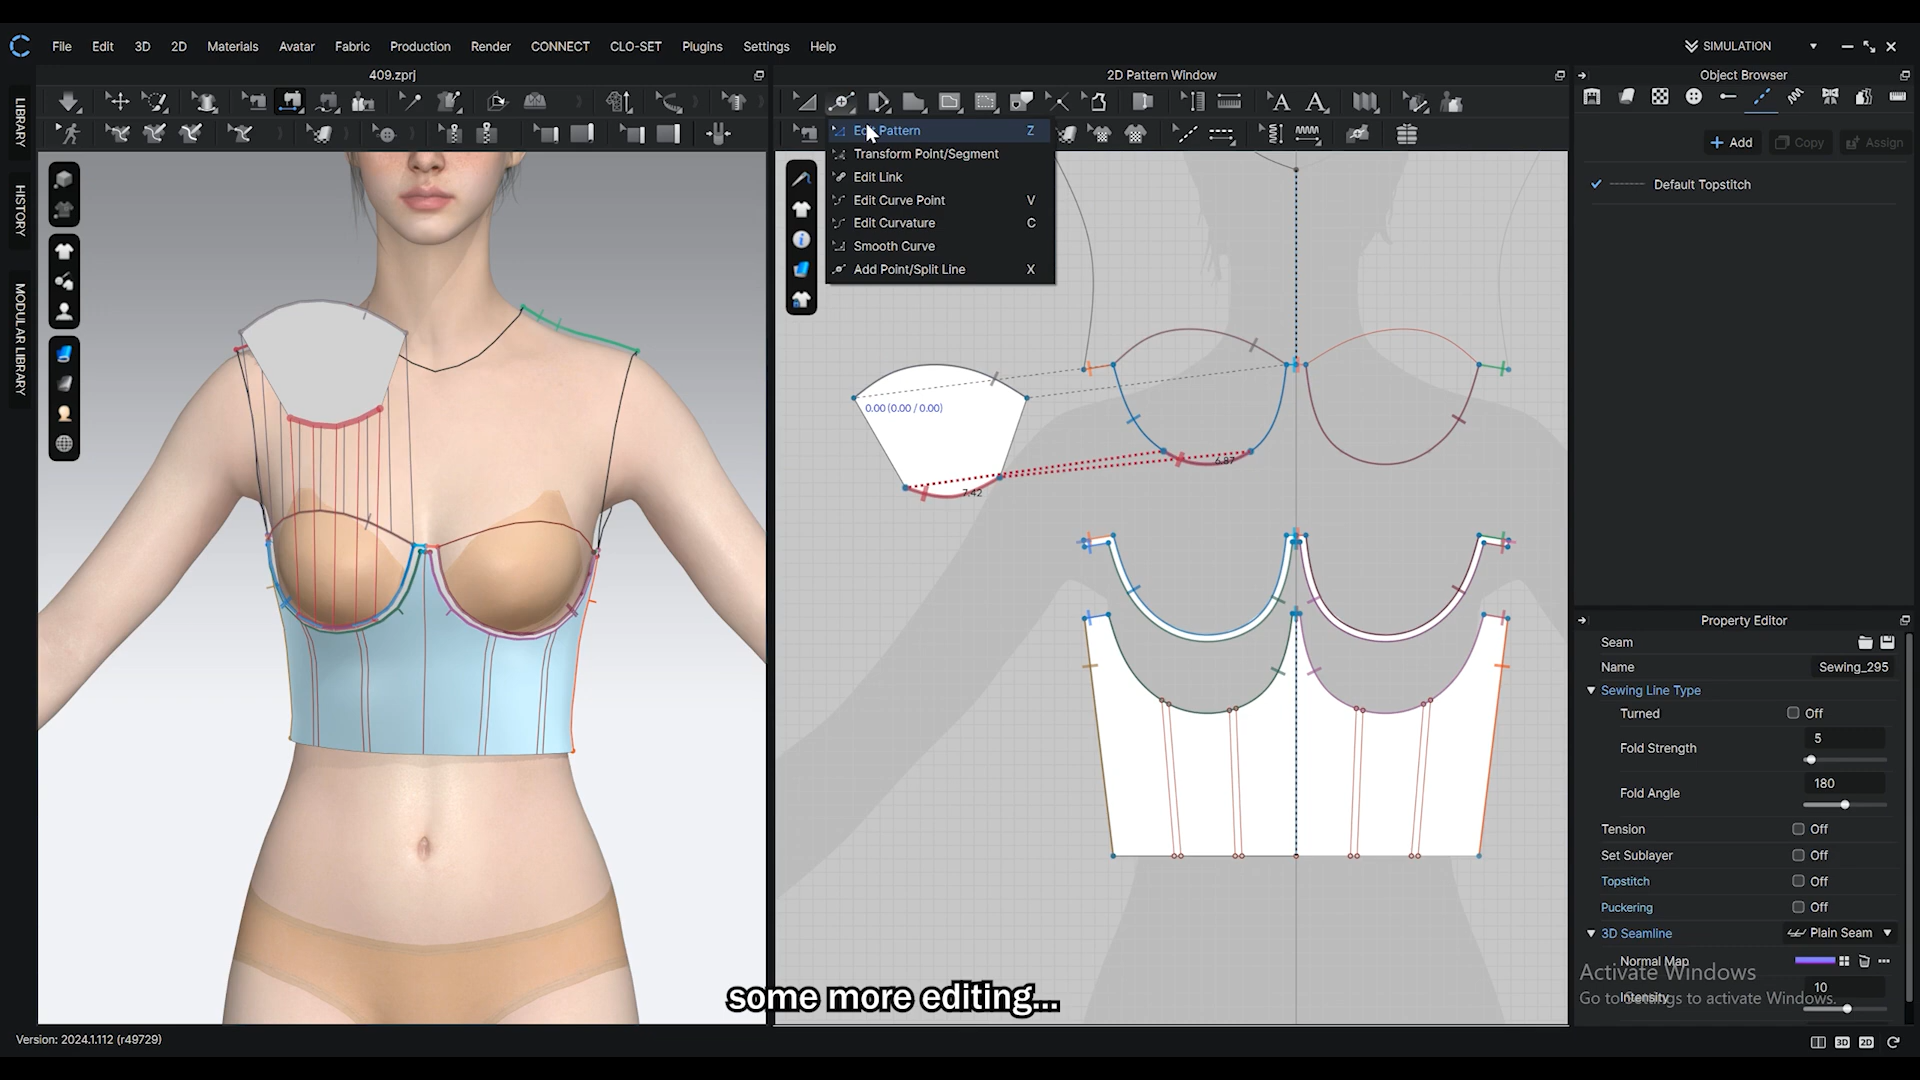 File Edit 3D 2D Materials Avatar Fabric Production Render CONNECT CLO-SET Plugins Settings Help
SIMULATION
409.zprj
2D Pattern Window
Object Browser
LIBRARY
HISTORY
MODULAR LIBRARY
Edit Pattern Z
Transform Point/Segment
Edit Link
Edit Curve Point V
Edit Curvature C
Smooth Curve
Add Point/Split Line X
0.00 (0.00 / 0.00)
6.87
7.42
Add Copy Assign
Default Topstitch
Property Editor
Seam
Name Sewing_295
Sewing Line Type
Turned Off
Fold Strength 5
Fold Angle 180
Tension Off
Set Sublayer Off
Topstitch Off
Puckering Off
3D Seamline Plain Seam
Normal Map
Intensity 10
Activate Windows
Go to Settings to activate Windows.
some more editing...
Version: 2024.1.112 (r49729)
3D 2D